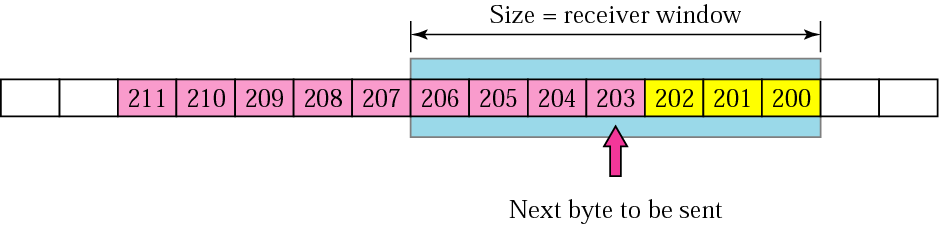 Size = receiver window
211 210 209 208 207 206 205 204 203 202 201 200
Next byte to be sent